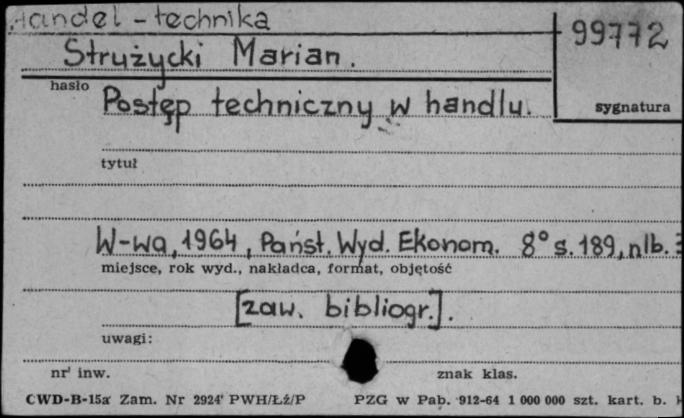 Handel - technika
99772
Strużycki Marian.
hasło
Postęp techniczny w handlu.
sygnatura
tytuł
W-wa, 1964, Państ. Wyd. Ekonom. 8° s. 189, nlb. 3
miejsce, rok wyd., nakładca, format, objętość
[zaw. bibliogr.].
uwagi:
nr inw.
znak klas.
CWD-B-15a Zam. Nr 2924 PWH/Łź/P PZG w Pab. 912-64 1 000 000 szt. kart. b.